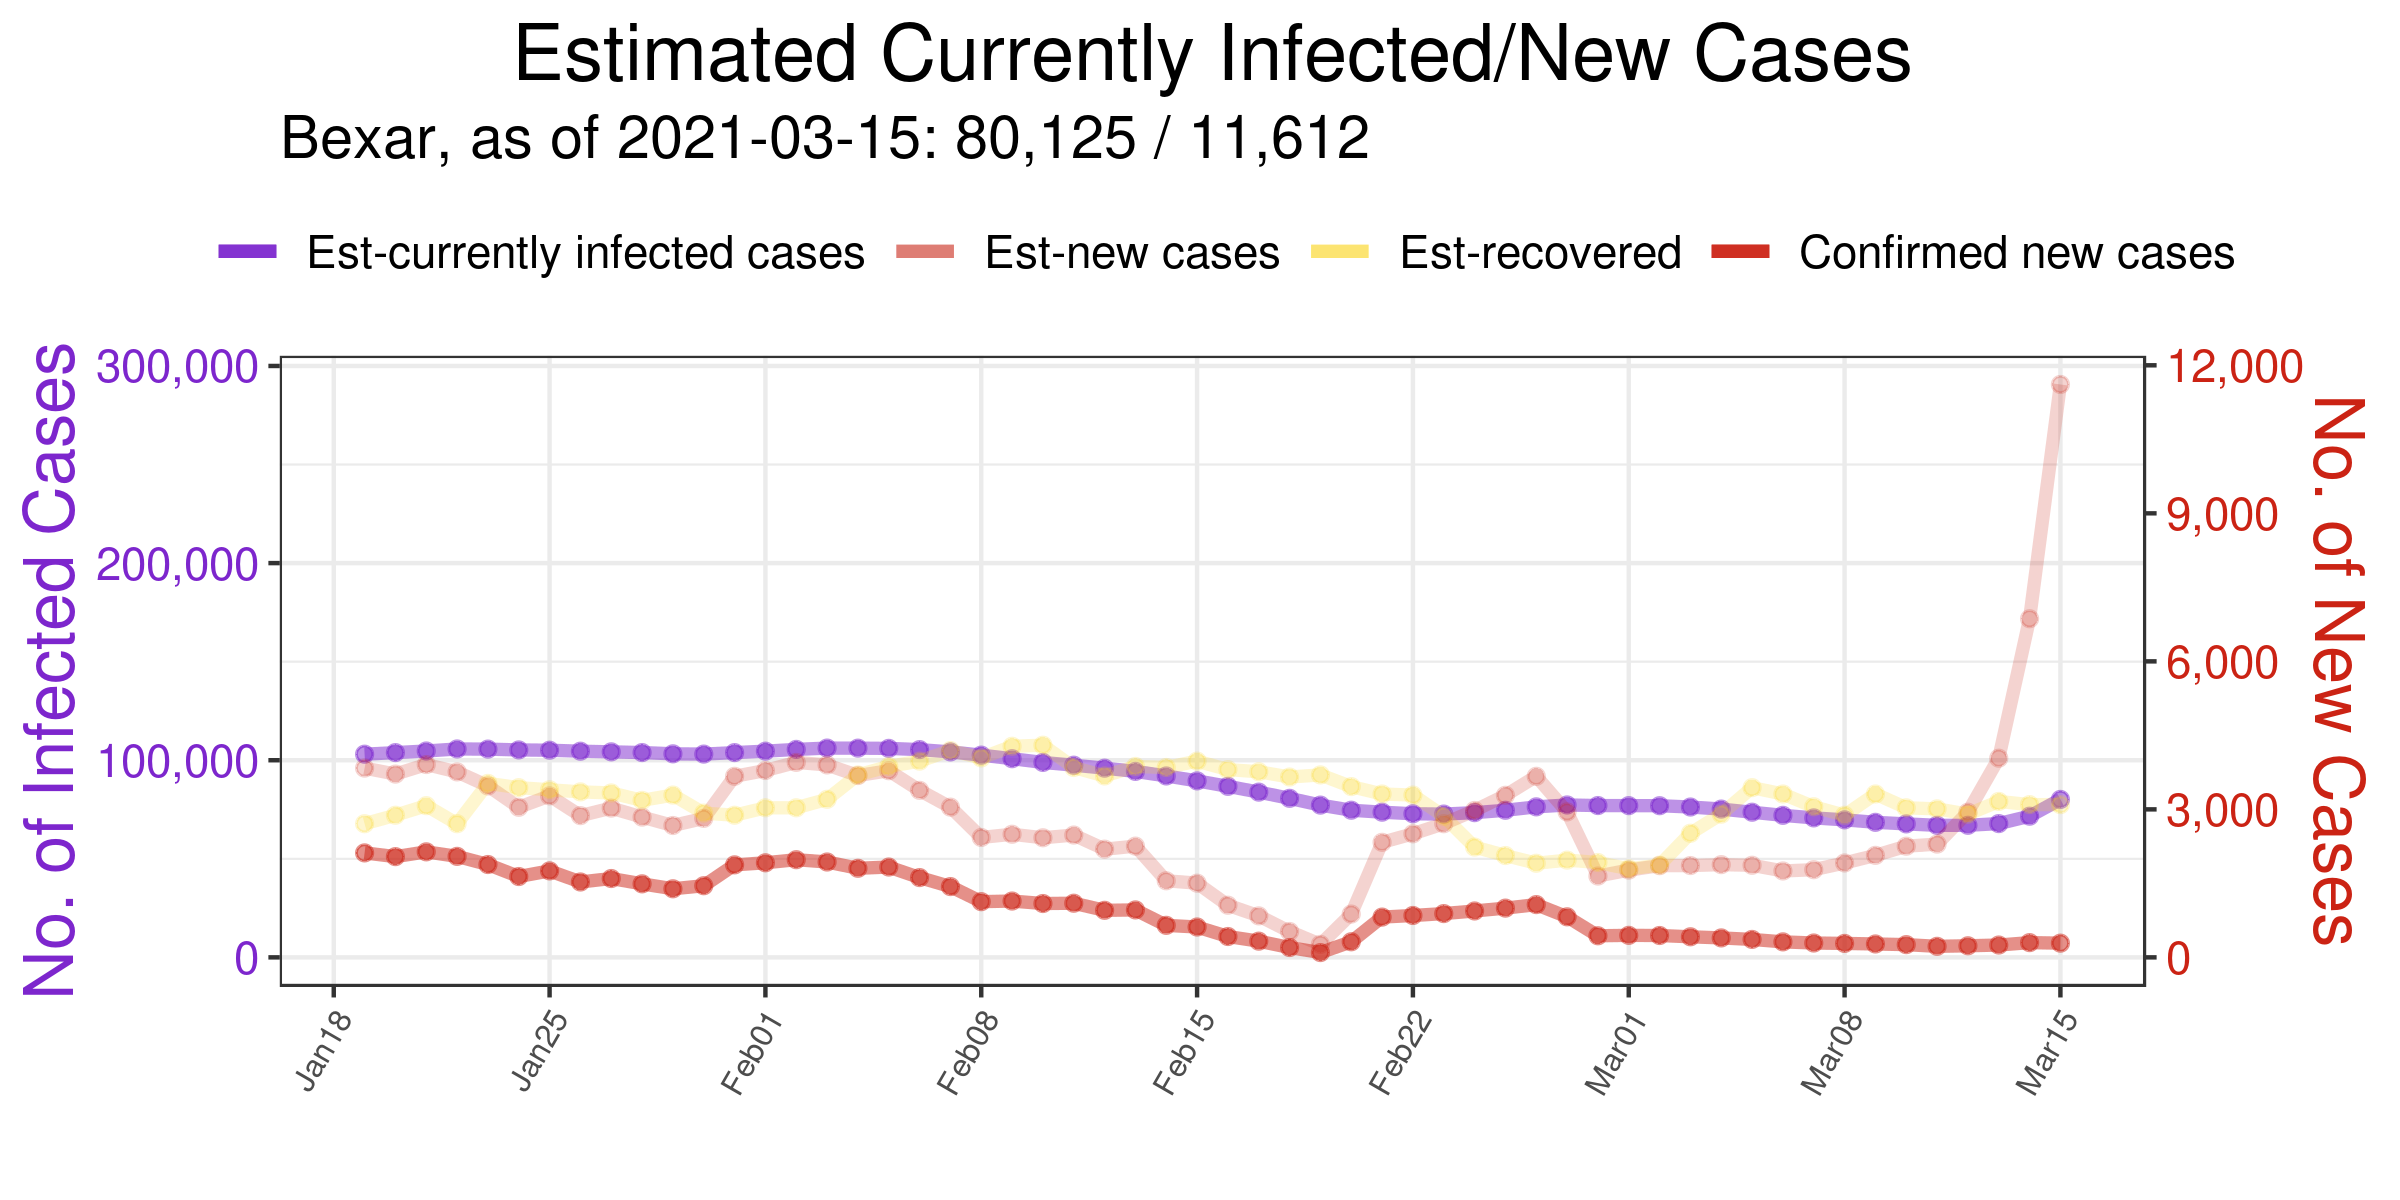 Estimated Currently Infected/New Cases
Bexar, as of 2021-03-15: 80,125 / 11,612
Est-currently infected cases Est-new cases Est-recovered Confirmed new cases
No. of Infected Cases
300,000
200,000
100,000
0
12,000
9,000
6,000
3,000
0
No. of New Cases
Jan18 Jan25 Feb01 Feb08 Feb15 Feb22 Mar01 Mar08 Mar15